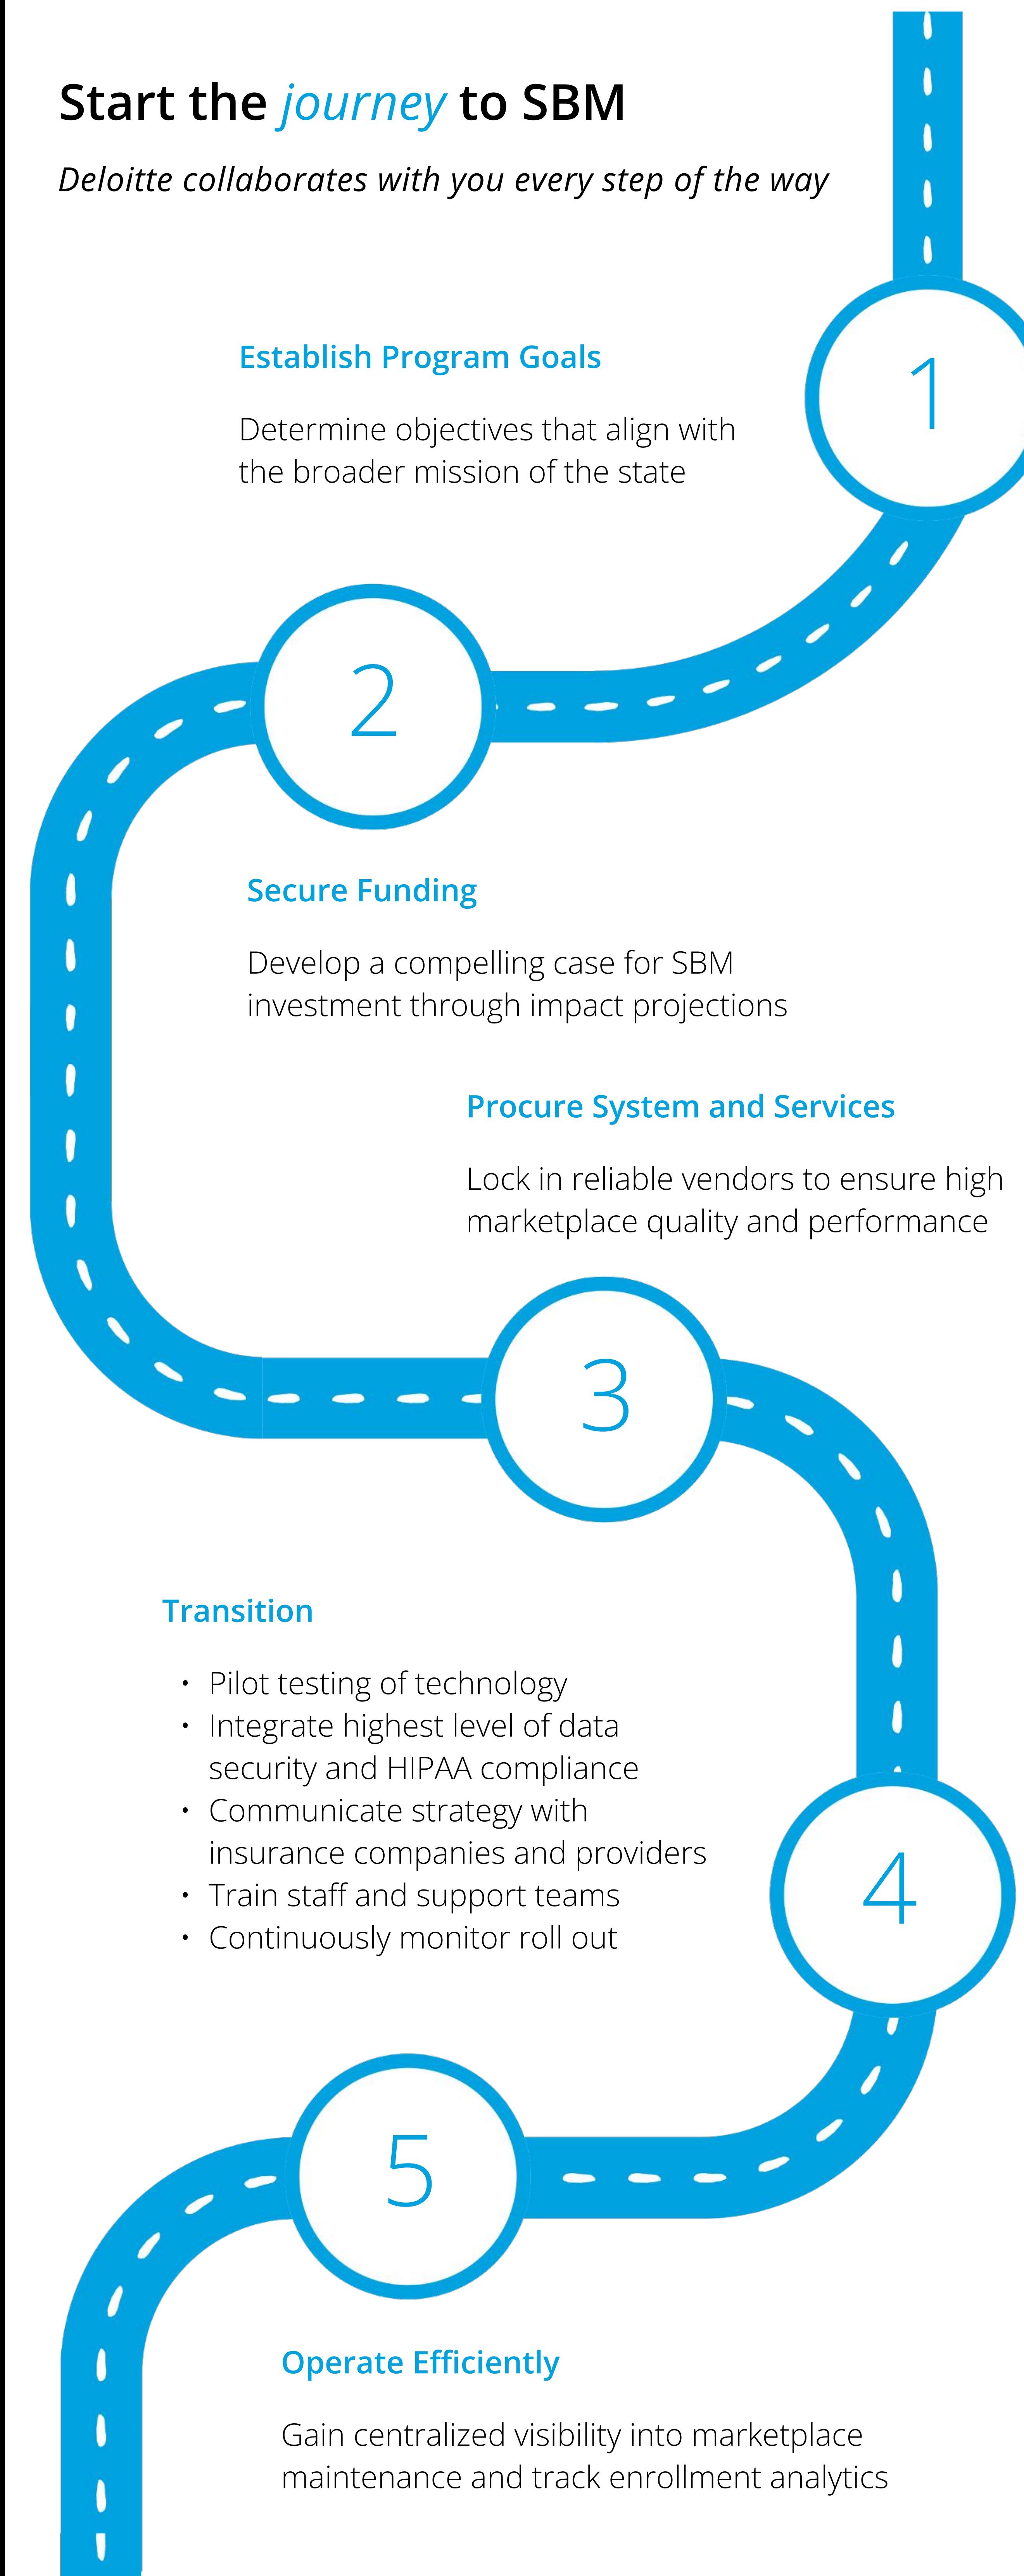 Start the journey to SBM
Deloitte collaborates with you every step of the way
1
Establish Program Goals
Determine objectives that align with
the broader mission of the state
2
Secure Funding
Develop a compelling case for SBM
investment through impact projections
Procure System and Services
Lock in reliable vendors to ensure high
marketplace quality and performance
3
Transition
• Pilot testing of technology
• Integrate highest level of data
security and HIPAA compliance
• Communicate strategy with
insurance companies and providers
• Train staff and support teams
• Continuously monitor roll out
4
5
Operate Efficiently
Gain centralized visibility into marketplace
maintenance and track enrollment analytics